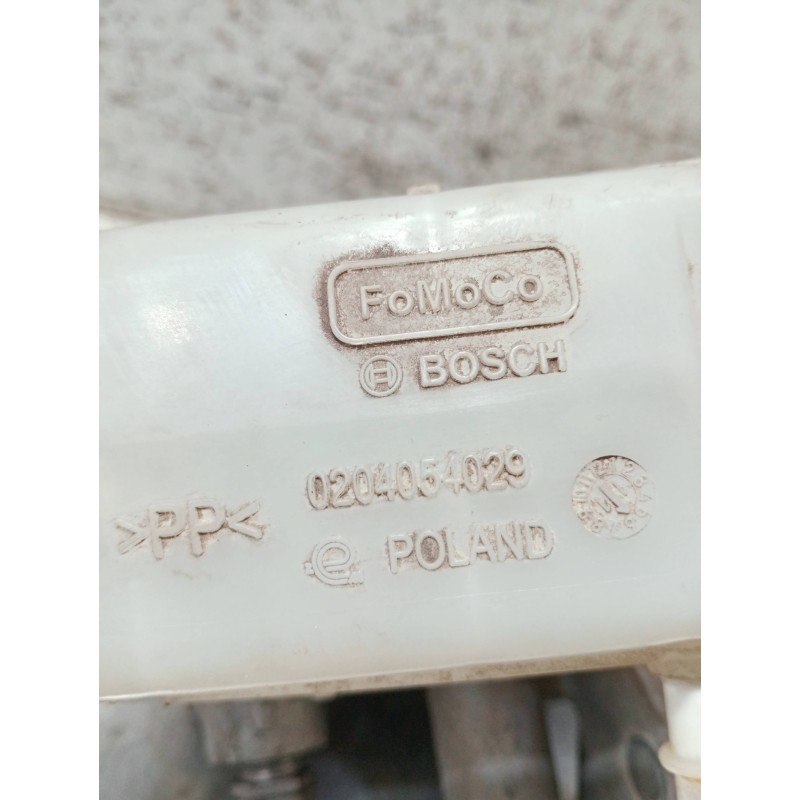 FoMoCo
BOSCH
0204054029
>PP<
POLAND